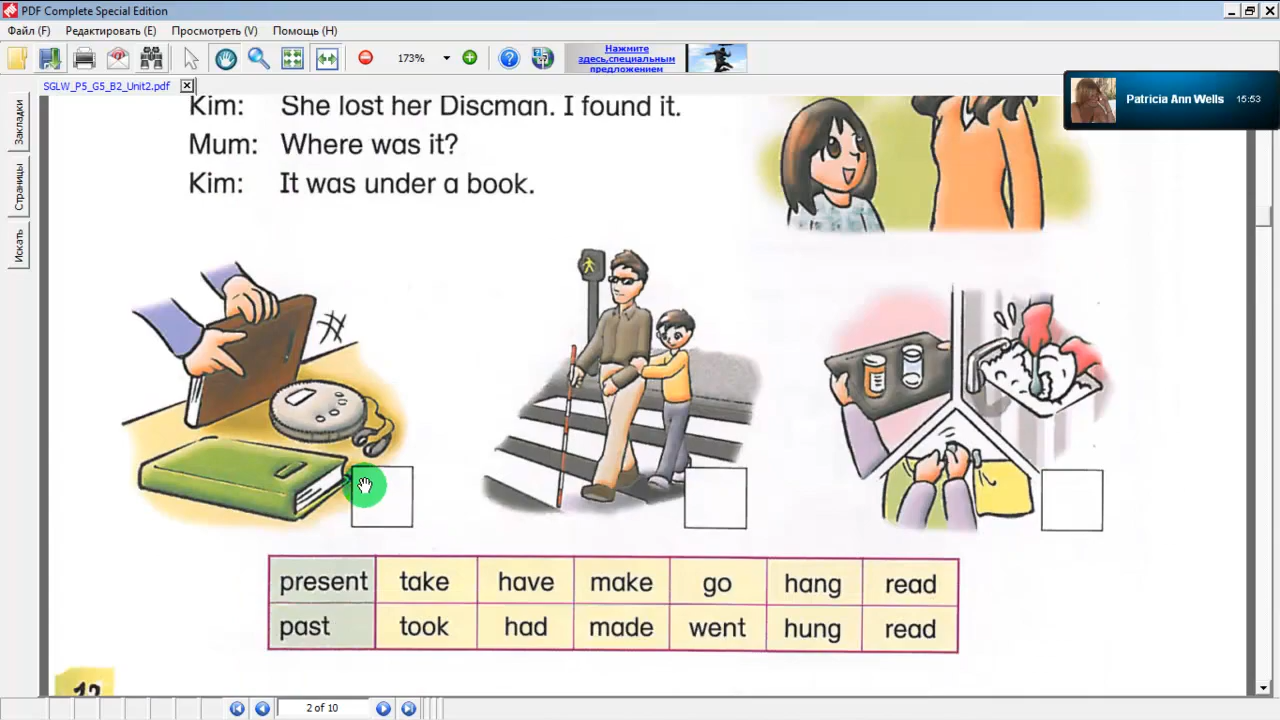 PDF Complete Special Edition
Файл (F) Редактировать (E) Просмотреть (V) Помощь (H)
173%
Нажмите
здесь,специальным
предложением
SGLW_P5_G5_B2_Unit2.pdf
Patricia Ann Wells 15:53
Закладки
Страницы
Искать
Kim: She lost her Discman. I found it.
Mum: Where was it?
Kim: It was under a book.
present take have make go hang read
past took had made went hung read
12
2 of 10